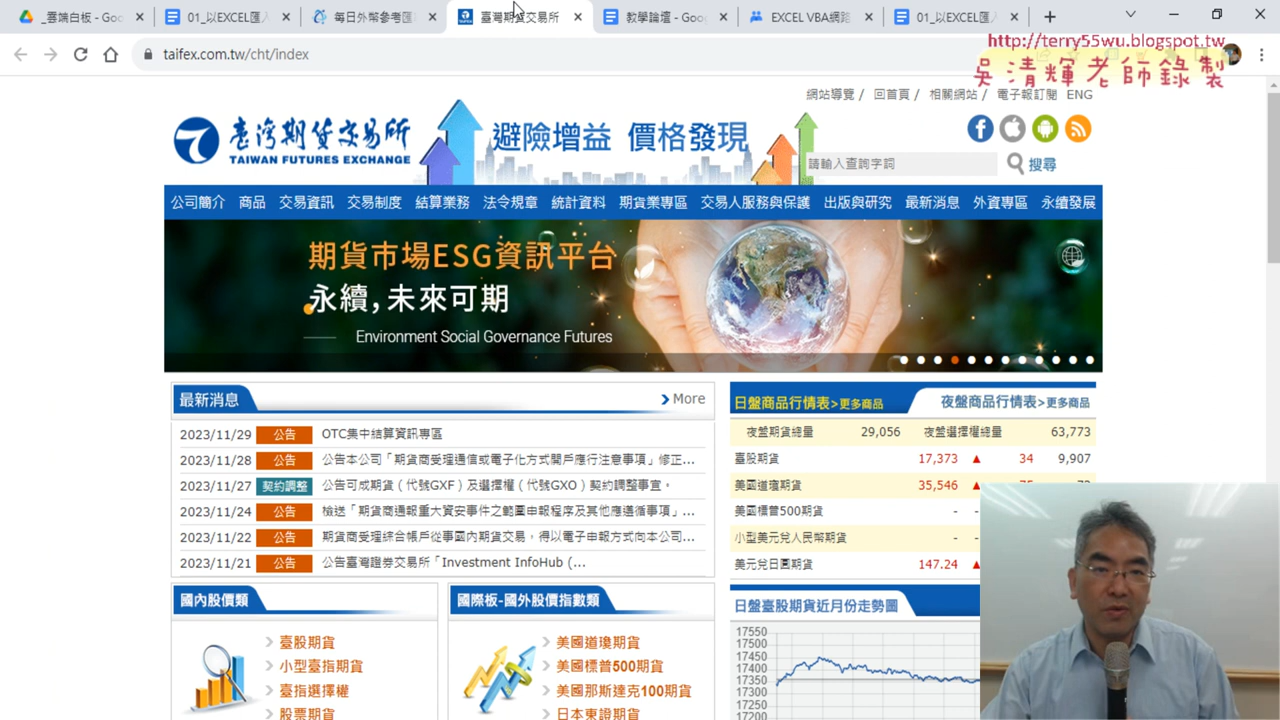 _雲端白板 - Goo
01_以EXCEL匯入
每日外幣參考匯
臺灣期貨交易所
教學論壇 - Goo
EXCEL VBA網路
01_以EXCEL匯入
taifex.com.tw/cht/index
http://terry55wu.blogspot.tw
吳清輝老師錄製
網站導覽 / 回首頁 / 相關網站 / 電子報訂閱 ENG
臺灣期貨交易所
TAIWAN FUTURES EXCHANGE
避險增益 價格發現
請輸入查詢字詞
搜尋
公司簡介 商品 交易資訊 交易制度 結算業務 法令規章 統計資料 期貨業專區 交易人服務與保護 出版與研究 最新消息 外資專區 永續發展
期貨市場ESG資訊平台
永續,未來可期
Environment Social Governance Futures
最新消息
More
2023/11/29 公告 OTC集中結算資訊專區
2023/11/28 公告 公告本公司「期貨商受理通信或電子化方式開戶應行注意事項」修正...
2023/11/27 契約調整 公告可成期貨（代號GXF）及選擇權（代號GXO）契約調整事宜。
2023/11/24 公告 檢送「期貨商通報重大資安事件之範圍申報程序及其他應遵循事項」...
2023/11/22 公告 期貨商受理綜合帳戶從事國內期貨交易，得以電子申報方式向本公司...
2023/11/21 公告 公告臺灣證券交易所「Investment InfoHub (...
日盤商品行情表>更多商品
夜盤商品行情表>更多商品
夜盤期貨總量 29,056 夜盤選擇權總量 63,773
臺股期貨 17,373 ▲ 34 9,907
美國道瓊期貨 35,546 ▲
美國標普500期貨 - -
小型美元兌人民幣期貨 - -
美元兌日圓期貨 147.24 ▲
國內股價類
臺股期貨
小型臺指期貨
臺指選擇權
股票期貨
國際板-國外股價指數類
美國道瓊期貨
美國標普500期貨
美國那斯達克100期貨
日本東證期貨
日盤臺股期貨近月份走勢圖
17550
17500
17450
17400
17350
17300
17250
17200